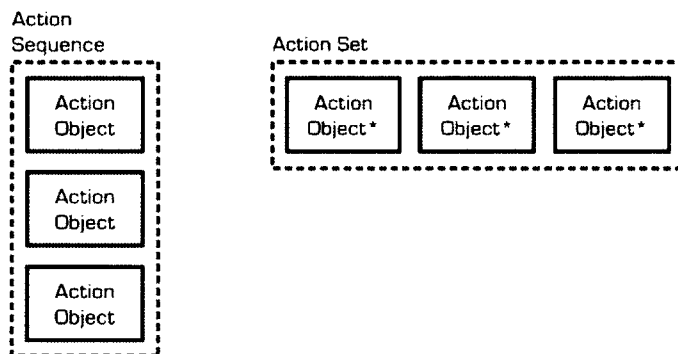 Action
Sequence
Action
Object
Action
Object
Action
Object
Action Set
Action
Object*
Action
Object*
Action
Object*